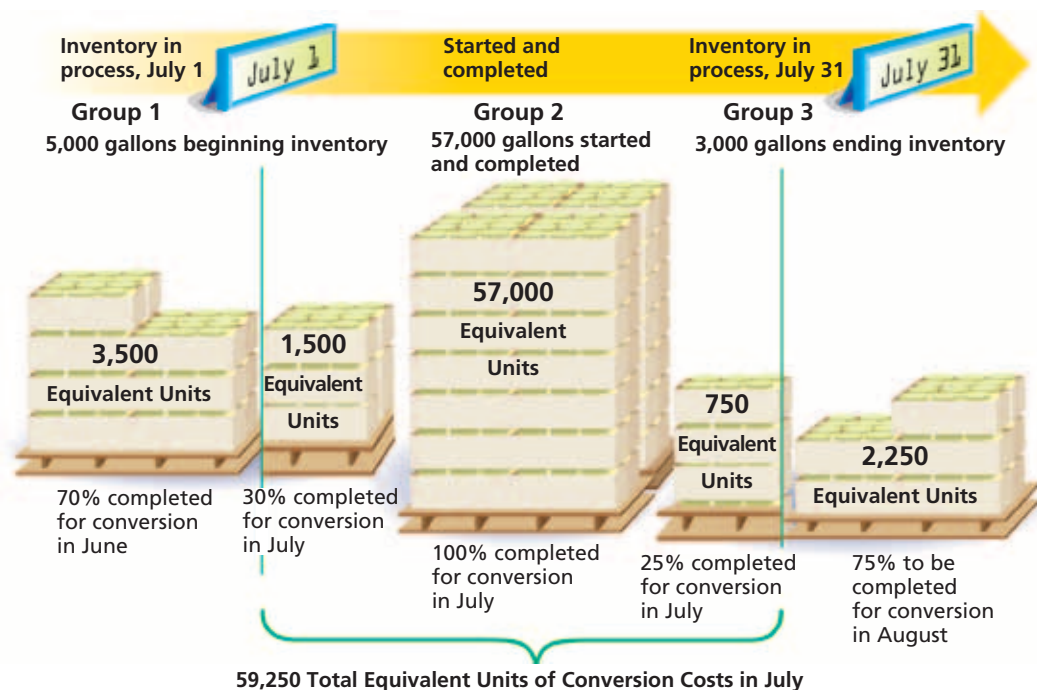 Inventory in
process, July 1
July 1
Started and
completed
Inventory in
process, July 31
July 31
Group 1
5,000 gallons beginning inventory
Group 2
57,000 gallons started
and completed
Group 3
3,000 gallons ending inventory
3,500
Equivalent Units
1,500
Equivalent
Units
57,000
Equivalent
Units
750
Equivalent
Units
2,250
Equivalent Units
70% completed
for conversion
in June
30% completed
for conversion
in July
100% completed
for conversion
in July
25% completed
for conversion
in July
75% to be
completed
for conversion
in August
59,250 Total Equivalent Units of Conversion Costs in July